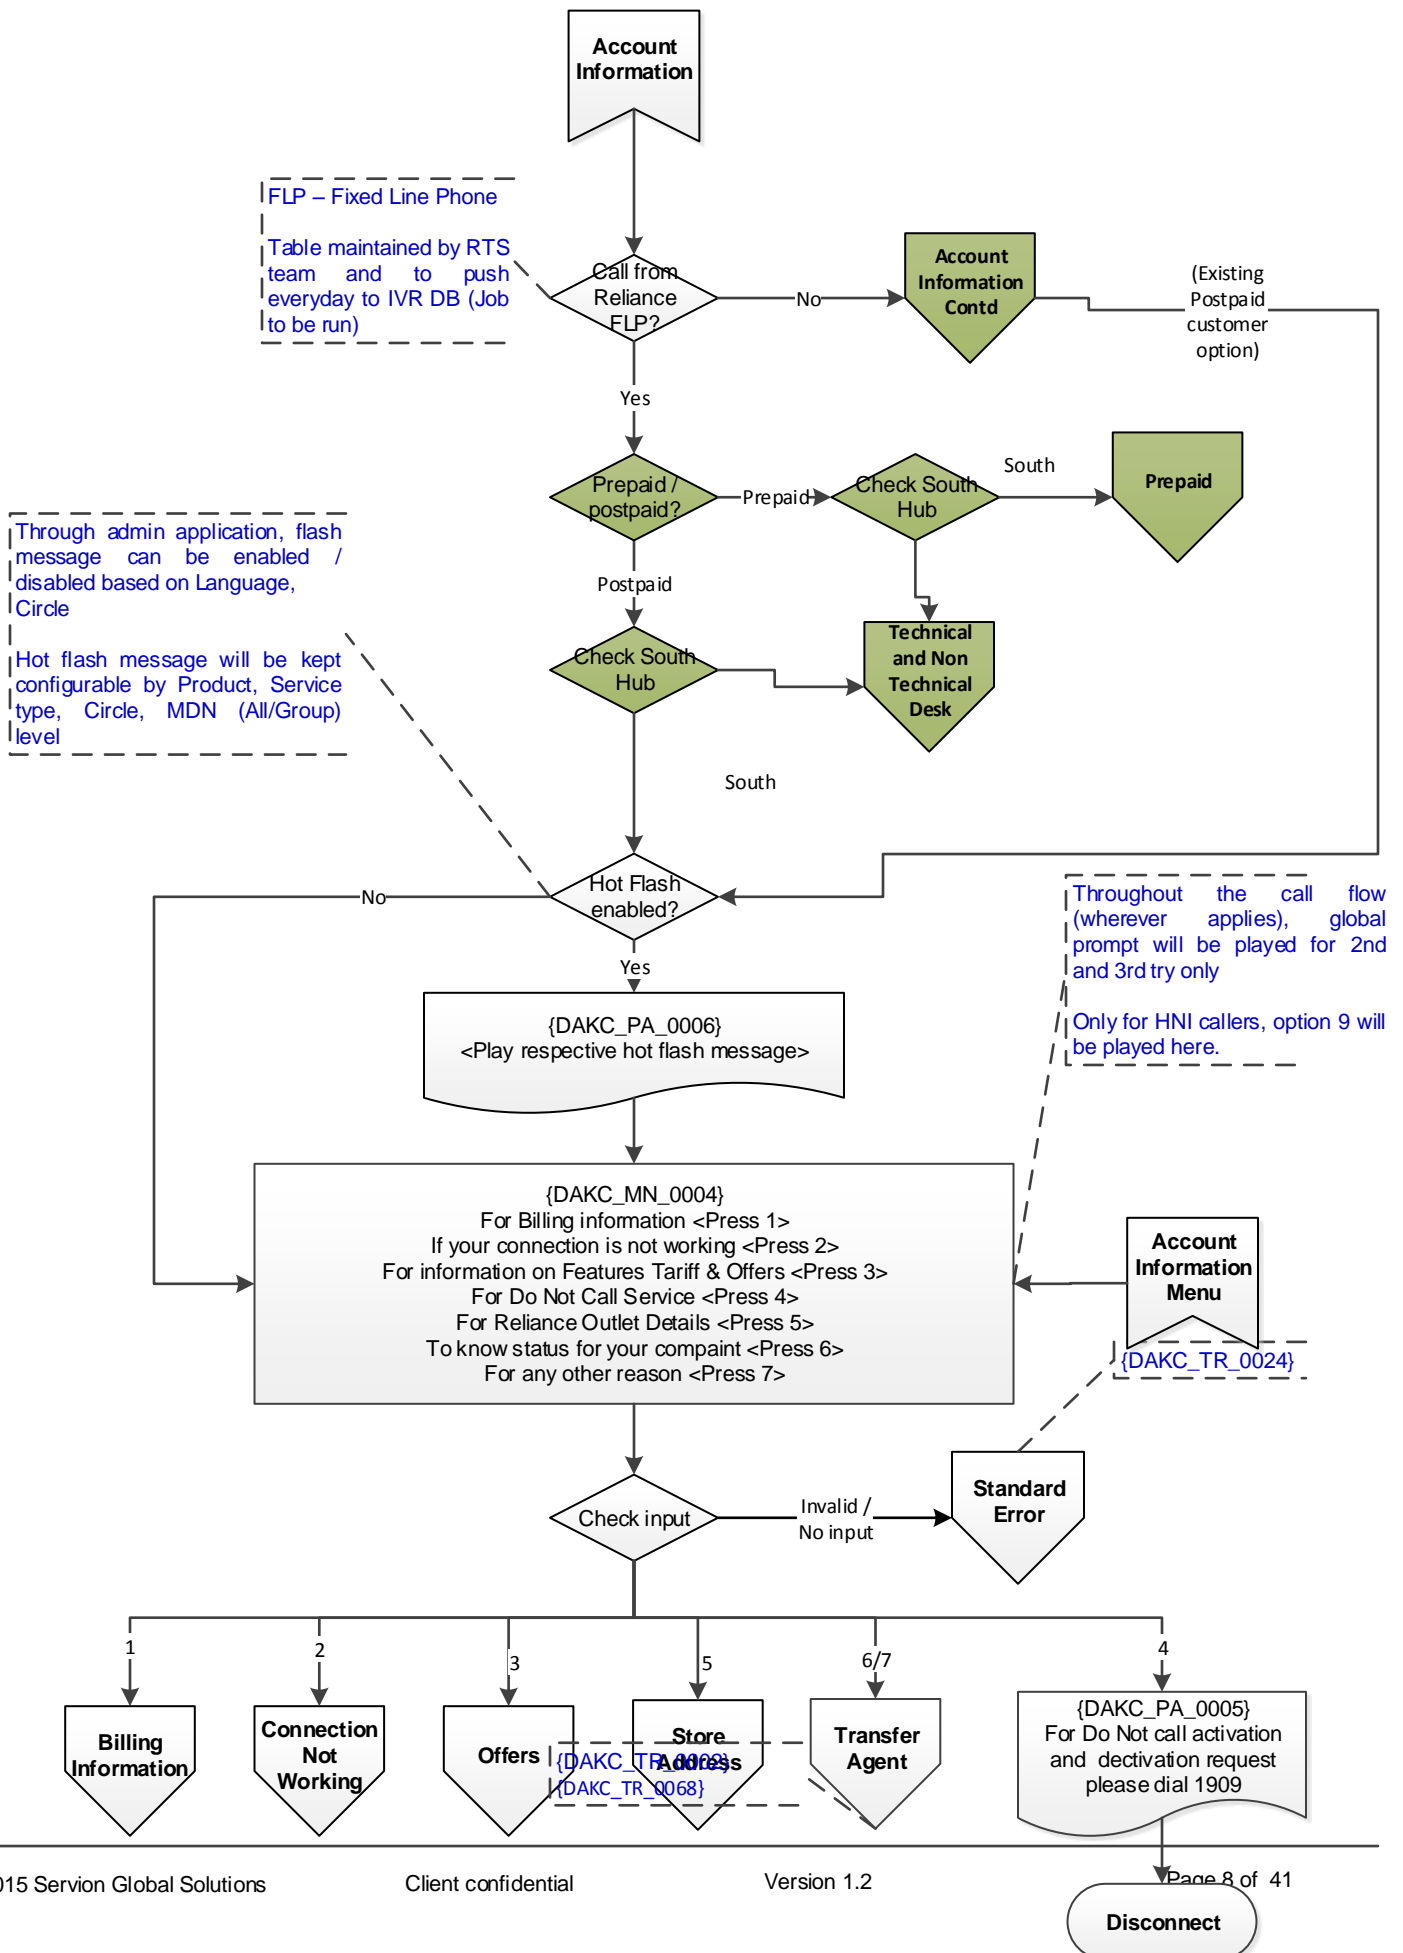 Account
Information
FLP – Fixed Line Phone
Table maintained by RTS
team and to push
everyday to IVR DB (Job
to be run)
Call from
Reliance
FLP?
No
Account
Information
Contd
(Existing
Postpaid
customer
option)
Yes
Prepaid /
postpaid?
Prepaid
Check South
Hub
South
Prepaid
Through admin application, flash
message can be enabled /
disabled based on Language,
Circle
Hot flash message will be kept
configurable by Product, Service
type, Circle, MDN (All/Group)
level
Postpaid
Check South
Hub
Technical
and Non
Technical
Desk
South
Hot Flash
enabled?
No
Yes
Throughout the call flow
(wherever applies), global
prompt will be played for 2nd
and 3rd try only
Only for HNI callers, option 9 will
be played here.
{DAKC_PA_0006}
<Play respective hot flash message>
{DAKC_MN_0004}
For Billing information <Press 1>
If your connection is not working <Press 2>
For information on Features Tariff & Offers <Press 3>
For Do Not Call Service <Press 4>
For Reliance Outlet Details <Press 5>
To know status for your compaint <Press 6>
For any other reason <Press 7>
Account
Information
Menu
{DAKC_TR_0024}
Check input
Invalid /
No input
Standard
Error
1
2
3
5
6/7
4
Billing
Information
Connection
Not
Working
Offers
Store
Address
{DAKC_TR_0002}
{DAKC_TR_0068}
Transfer
Agent
{DAKC_PA_0005}
For Do Not call activation
and dectivation request
please dial 1909
015 Servion Global Solutions
Client confidential
Version 1.2
Page 8 of 41
Disconnect